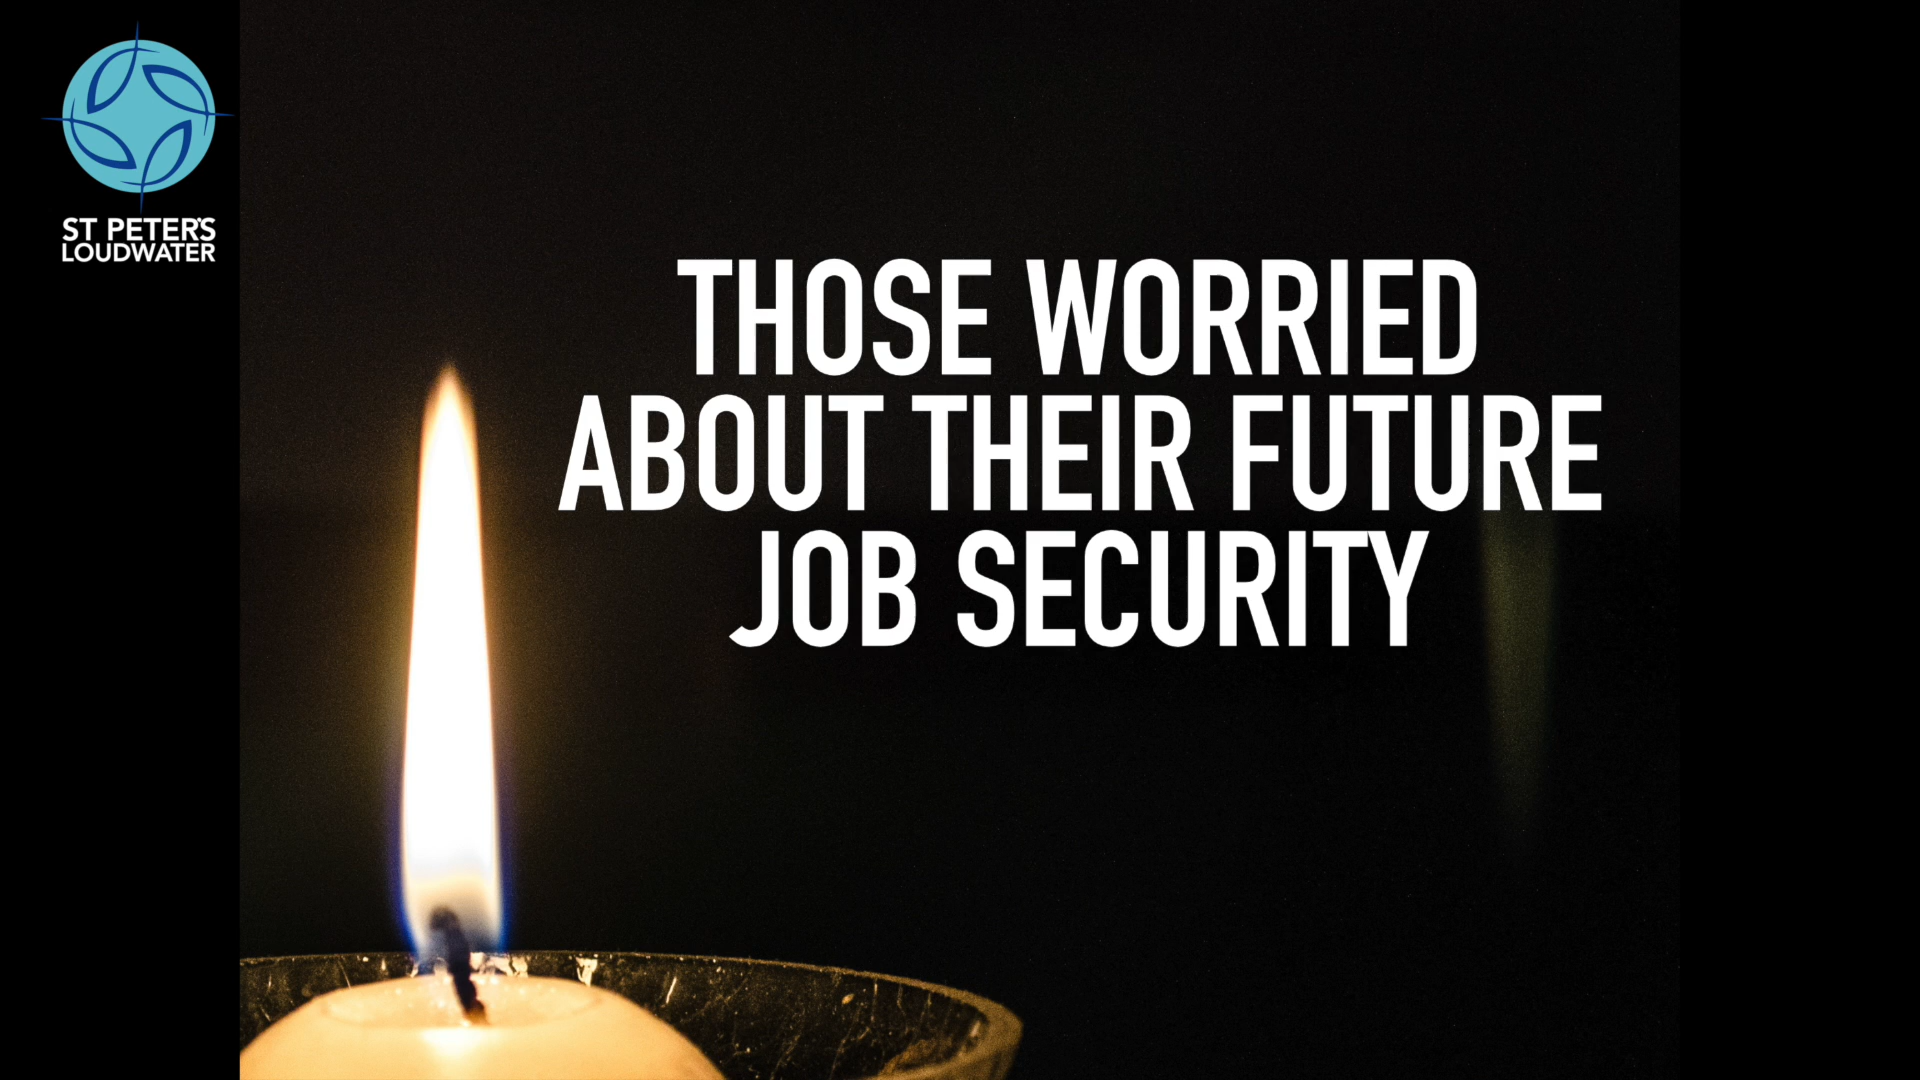 ST PETER'S
LOUDWATER
THOSE WORRIED
ABOUT THEIR FUTURE
JOB SECURITY